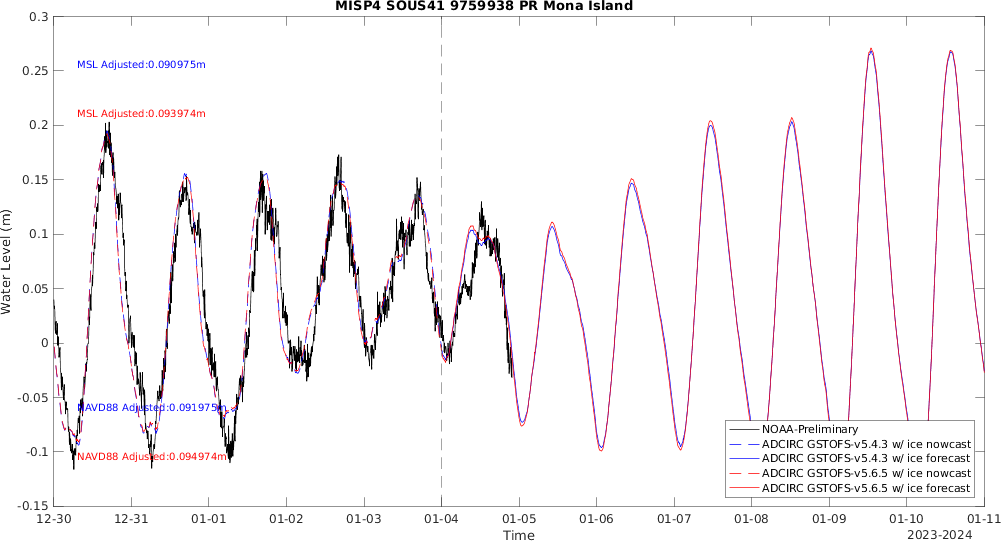 MISP4 SOUS41 9759938 PR Mona Island
0.3
0.25
0.2
0.15
0.1
0.05
0
-0.05
-0.1
-0.15
Water Level (m)
MSL Adjusted:0.090975m
MSL Adjusted:0.093974m
NAVD88 Adjusted:0.091975m
NAVD88 Adjusted:0.094974m
NOAA-Preliminary
ADCIRC GSTOFS-v5.4.3 w/ ice nowcast
ADCIRC GSTOFS-v5.4.3 w/ ice forecast
ADCIRC GSTOFS-v5.6.5 w/ ice nowcast
ADCIRC GSTOFS-v5.6.5 w/ ice forecast
12-30 12-31 01-01 01-02 01-03 01-04 01-05 01-06 01-07 01-08 01-09 01-10 01-11
Time
2023-2024